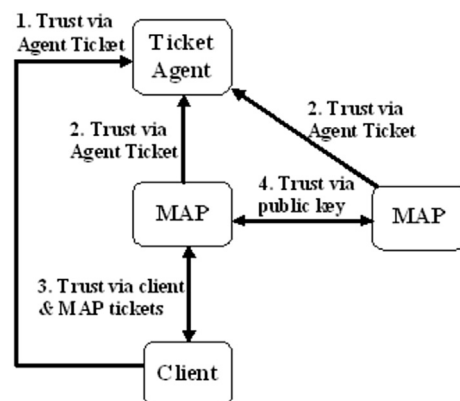 1. Trust via
Agent Ticket
Ticket
Agent
2. Trust via
Agent Ticket
2. Trust via
Agent Ticket
4. Trust via
public key
MAP
MAP
3. Trust via client
& MAP tickets
Client